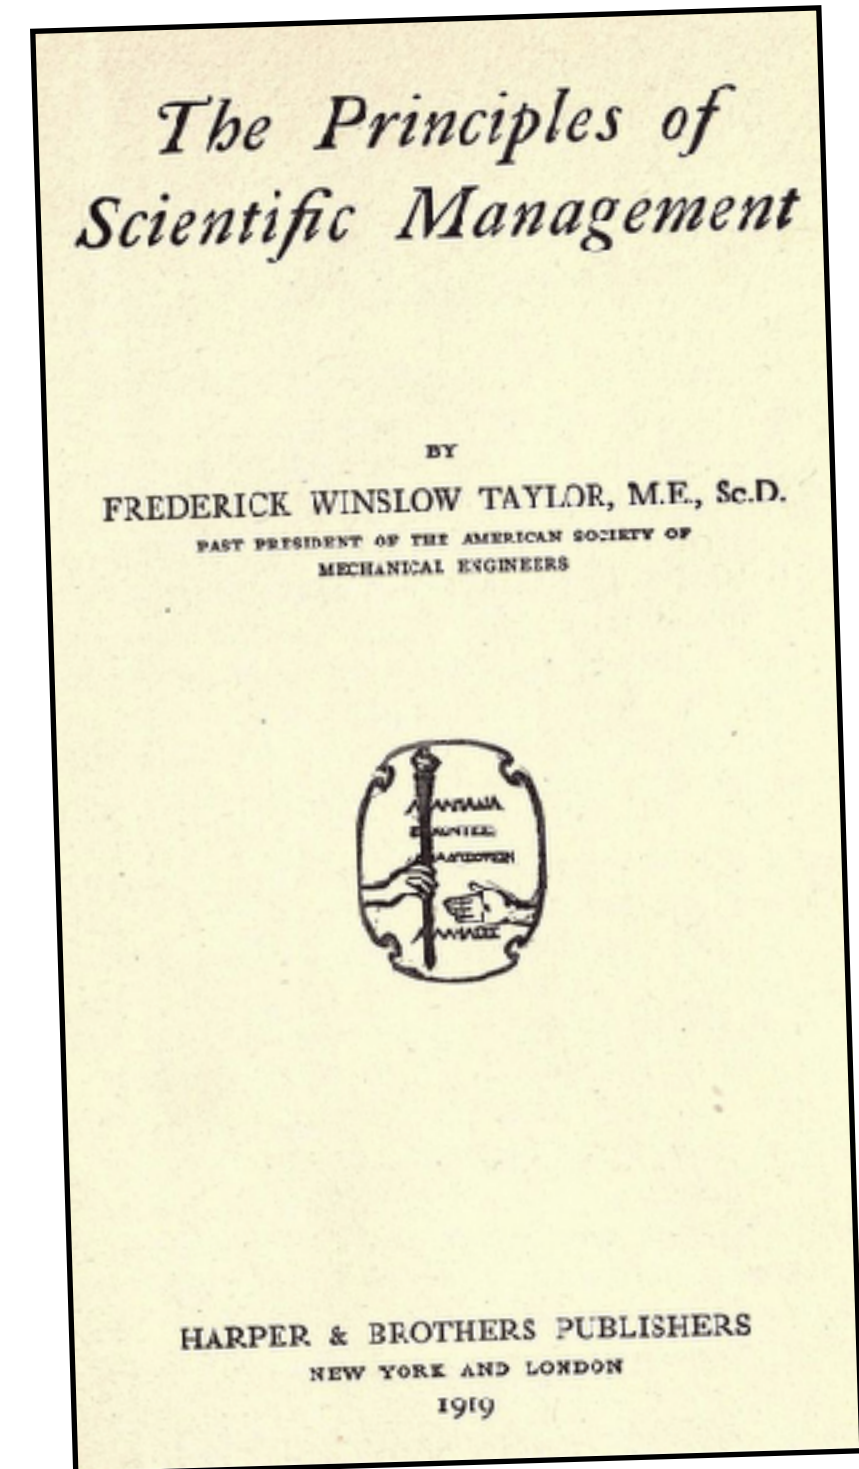 The Principles of
Scientific Management
BY
FREDERICK WINSLOW TAYLOR, M.E., Sc.D.
PAST PRESIDENT OF THE AMERICAN SOCIETY OF
MECHANICAL ENGINEERS
HARPER & BROTHERS PUBLISHERS
NEW YORK AND LONDON
1919